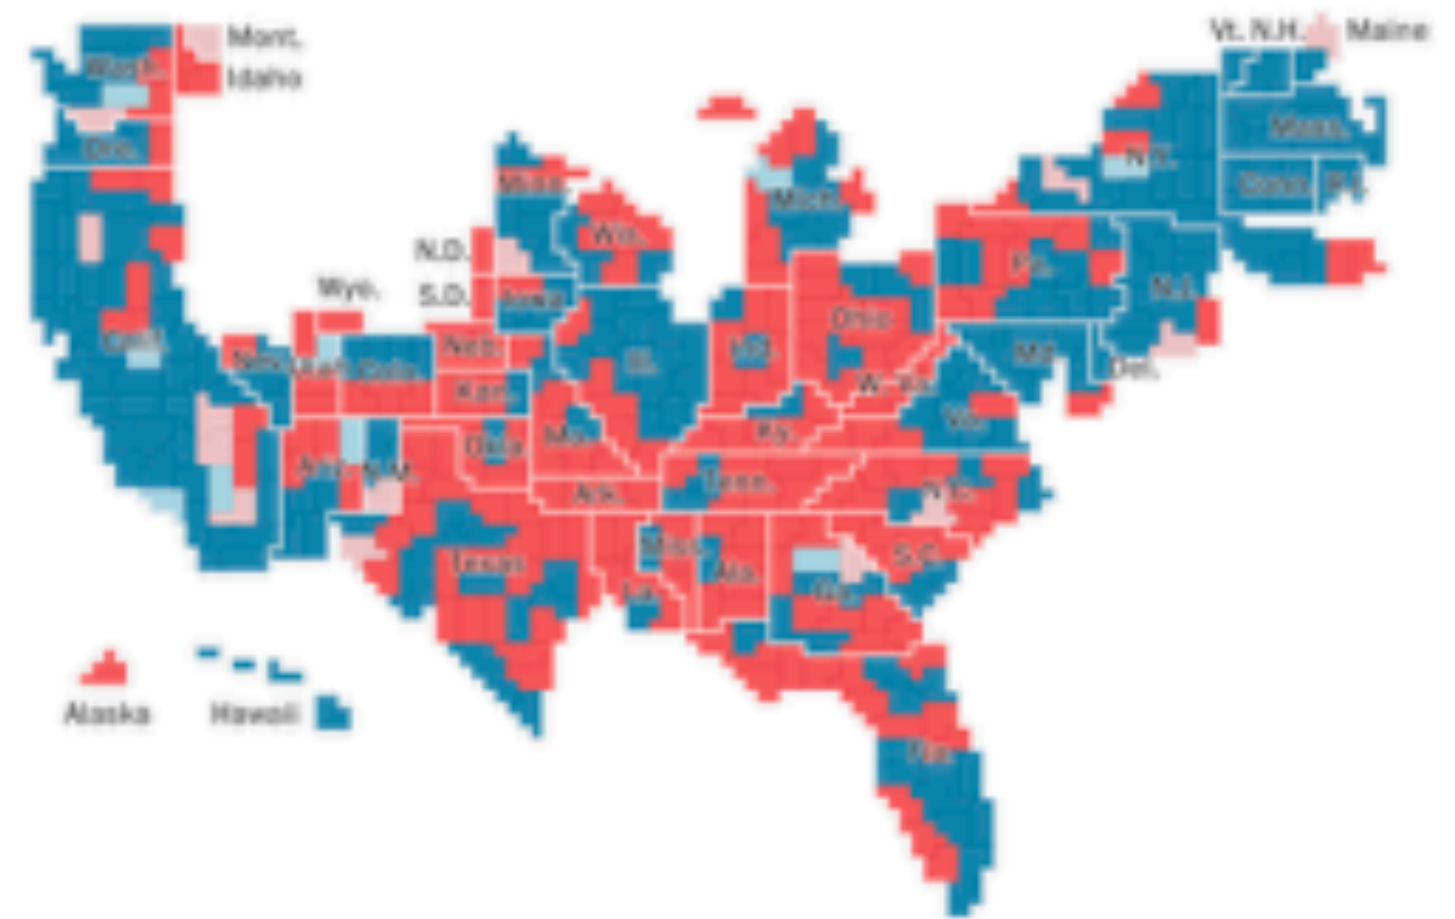 Vt. N.H. Maine
Mont.
Wash.
Idaho
Mass.
Ore.
N.Y.
Conn. R.I.
Minn.
Mich.
Wis.
N.D.
Pa.
Wyo.
S.D.
Iowa
N.J.
Ohio
Calif.
Neb.
Ill.
Ind.
Md.
Nev.
Utah
Colo.
Del.
Kan.
W. Va.
Va.
Mo.
Ky.
Okla.
Ariz.
N.M.
Ark.
Tenn.
N.C.
Texas
Miss.
Ala.
S.C.
La.
Ga.
Alaska
Hawaii
Fla.